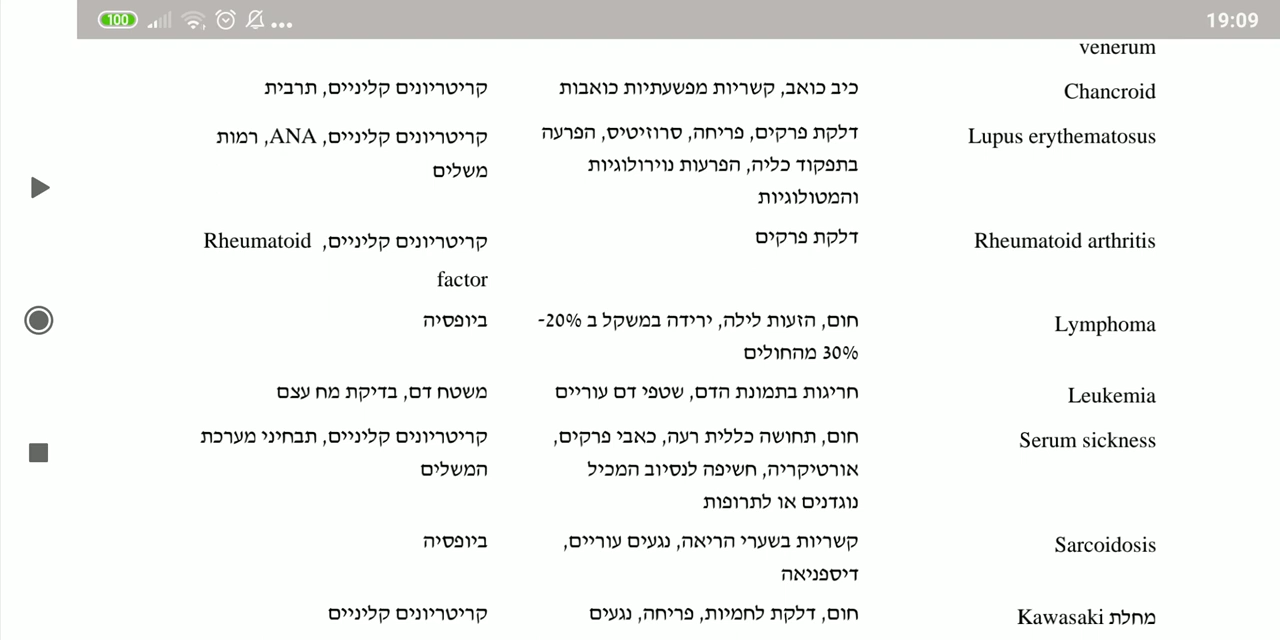 100
19:09
venerum
Chancroid
כיב כואב, קשריות מפשעתיות כואבות
קריטריונים קליניים, תרבית
Lupus erythematosus
דלקת פרקים, פריחה, סרוזיטיס, הפרעה
בתפקוד כליה, הפרעות נוירולוגיות
והמטולוגיות
קריטריונים קליניים, ANA, רמות
משלים
Rheumatoid arthritis
דלקת פרקים
קריטריונים קליניים, Rheumatoid
factor
Lymphoma
חום, הזעות לילה, ירידה במשקל ב 20%-
30% מהחולים
ביופסיה
Leukemia
חריגות בתמונת הדם, שטפי דם עוריים
משטח דם, בדיקת מח עצם
Serum sickness
חום, תחושה כללית רעה, כאבי פרקים,
אורטיקריה, חשיפה לנסיוב המכיל
נוגדנים או לתרופות
קריטריונים קליניים, תבחיני מערכת
המשלים
Sarcoidosis
קשריות בשערי הריאה, נגעים עוריים,
דיספניאה
ביופסיה
מחלת Kawasaki
חום, דלקת לחמיות, פריחה, נגעים
קריטריונים קליניים